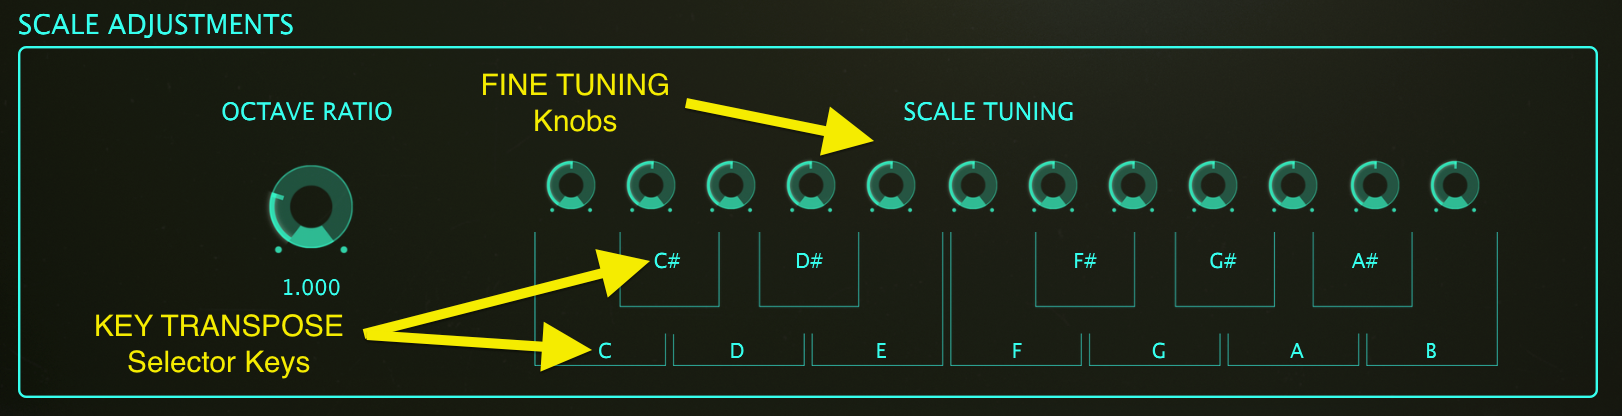 SCALE ADJUSTMENTS
FINE TUNING
Knobs
OCTAVE RATIO
SCALE TUNING
C#
D#
F#
G#
A#
1.000
KEY TRANSPOSE
Selector Keys
C
D
E
F
G
A
B